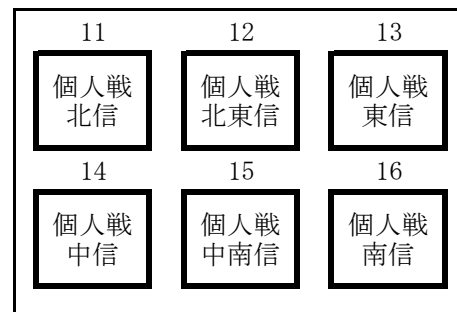 11 12 13
個人戦 個人戦 個人戦
北信 北東信 東信
14 15 16
個人戦 個人戦 個人戦
中信 中南信 南信